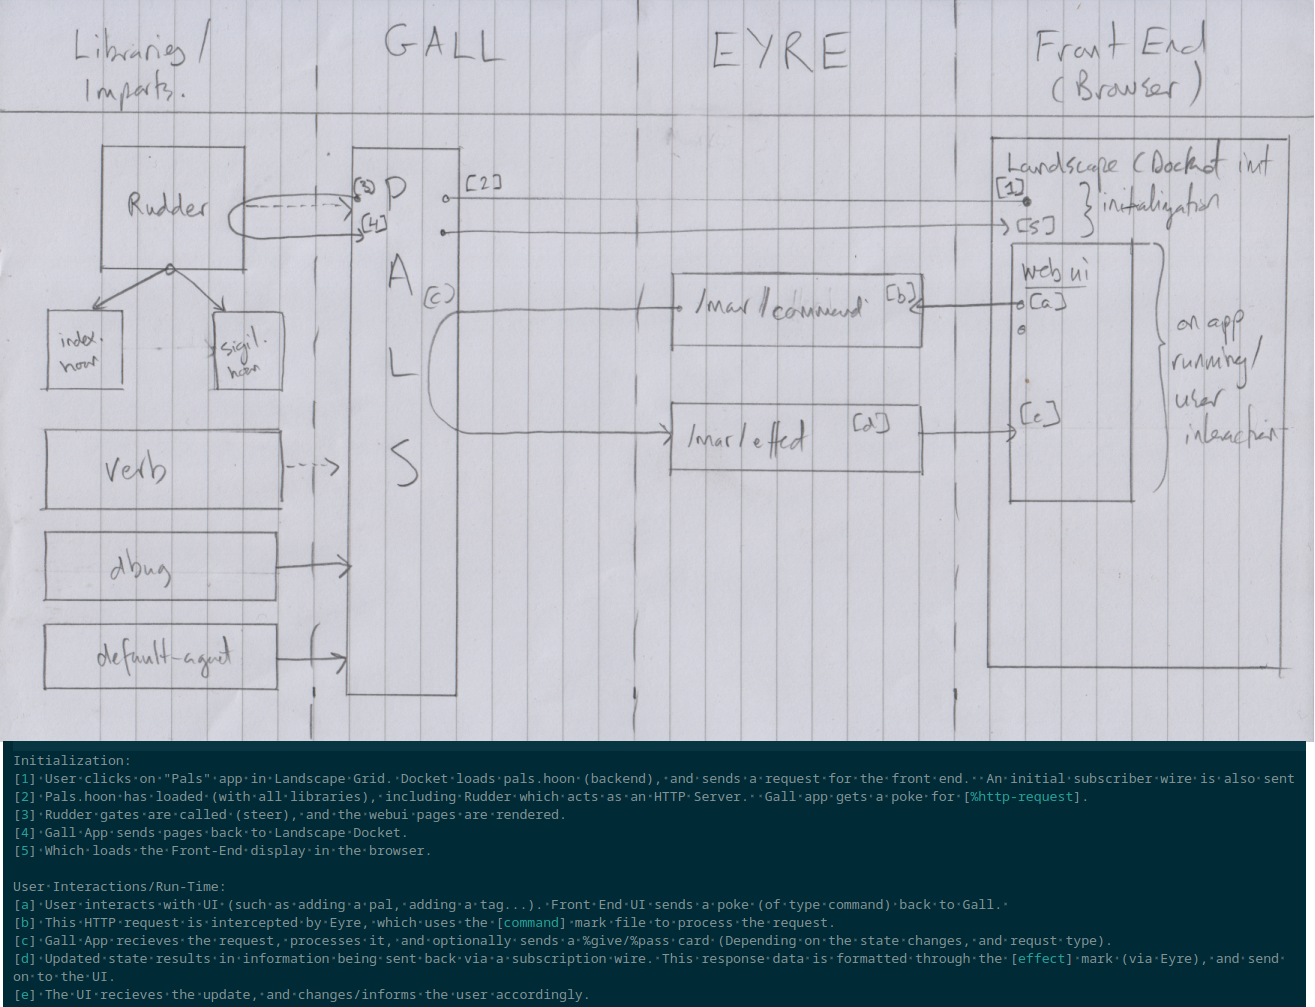 Libraries/
Imports.
GALL
EYRE
Front End
(Browser)
Rudder
index.
hoon
sigil.
hoon
verb
dbug
default-agent
[3]
[4]
P
A
L
S
[2]
[c]
/mar/command
[b]
/mar/effect
[d]
Landscape (Docket init
[1]
[5]
initialization
web ui
[a]
[e]
on app
running/
user
interaction
Initialization:
[1]·User·clicks·on·"Pals"·app·in·Landscape·Grid.·Docket·loads·pals.hoon·(backend),·and·sends·a·request·for·the·front·end.··An·initial·subscriber·wire·is·also·sent
[2]·Pals.hoon·has·loaded·(with·all·libraries),·including·Rudder·which·acts·as·an·HTTP·Server.··Gall·app·gets·a·poke·for·[%http-request].
[3]·Rudder·gates·are·called·(steer),·and·the·webui·pages·are·rendered.
[4]·Gall·App·sends·pages·back·to·Landscape·Docket.
[5]·Which·loads·the·Front-End·display·in·the·browser.
User·Interactions/Run-Time:
[a]·User·interacts·with·UI·(such·as·adding·a·pal,·adding·a·tag...).·Front·End·UI·sends·a·poke·(of·type·command)·back·to·Gall.·
[b]·This·HTTP·request·is·intercepted·by·Eyre,·which·uses·the·[command]·mark·file·to·process·the·request.
[c]·Gall·App·recieves·the·request,·processes·it,·and·optionally·sends·a·%give/%pass·card·(Depending·on·the·state·changes,·and·requst·type).
[d]·Updated·state·results·in·information·being·sent·back·via·a·subscription·wire.·This·response·data·is·formatted·through·the·[effect]·mark·(via·Eyre),·and·send·
on·to·the·UI.
[e]·The·UI·recieves·the·update,·and·changes/informs·the·user·accordingly.